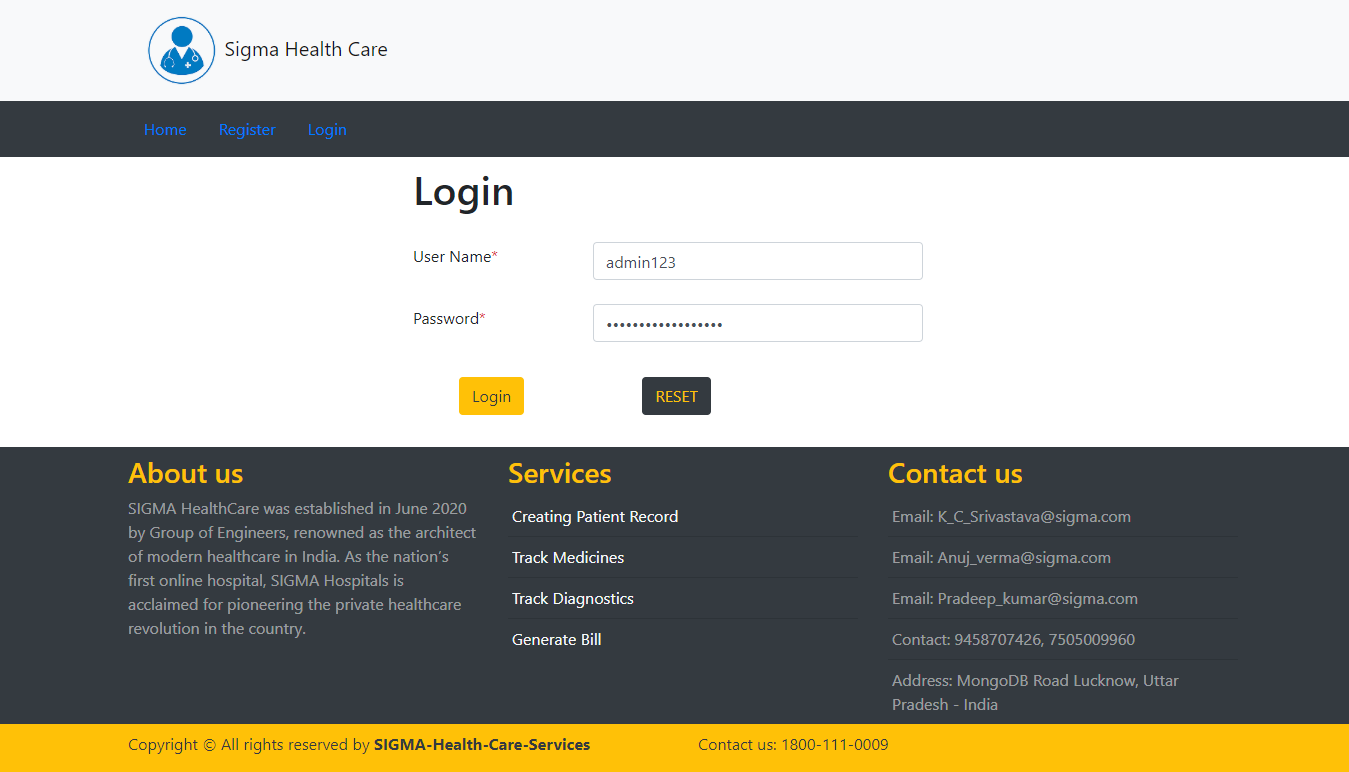 Sigma Health Care
Home Register Login
Login
User Name*
admin123
Password*
••••••••••••••••••
Login RESET
About us
SIGMA HealthCare was established in June 2020
by Group of Engineers, renowned as the architect
of modern healthcare in India. As the nation’s
first online hospital, SIGMA Hospitals is
acclaimed for pioneering the private healthcare
revolution in the country.
Services
Creating Patient Record
Track Medicines
Track Diagnostics
Generate Bill
Contact us
Email: K_C_Srivastava@sigma.com
Email: Anuj_verma@sigma.com
Email: Pradeep_kumar@sigma.com
Contact: 9458707426, 7505009960
Address: MongoDB Road Lucknow, Uttar
Pradesh - India
Copyright © All rights reserved by SIGMA-Health-Care-Services
Contact us: 1800-111-0009